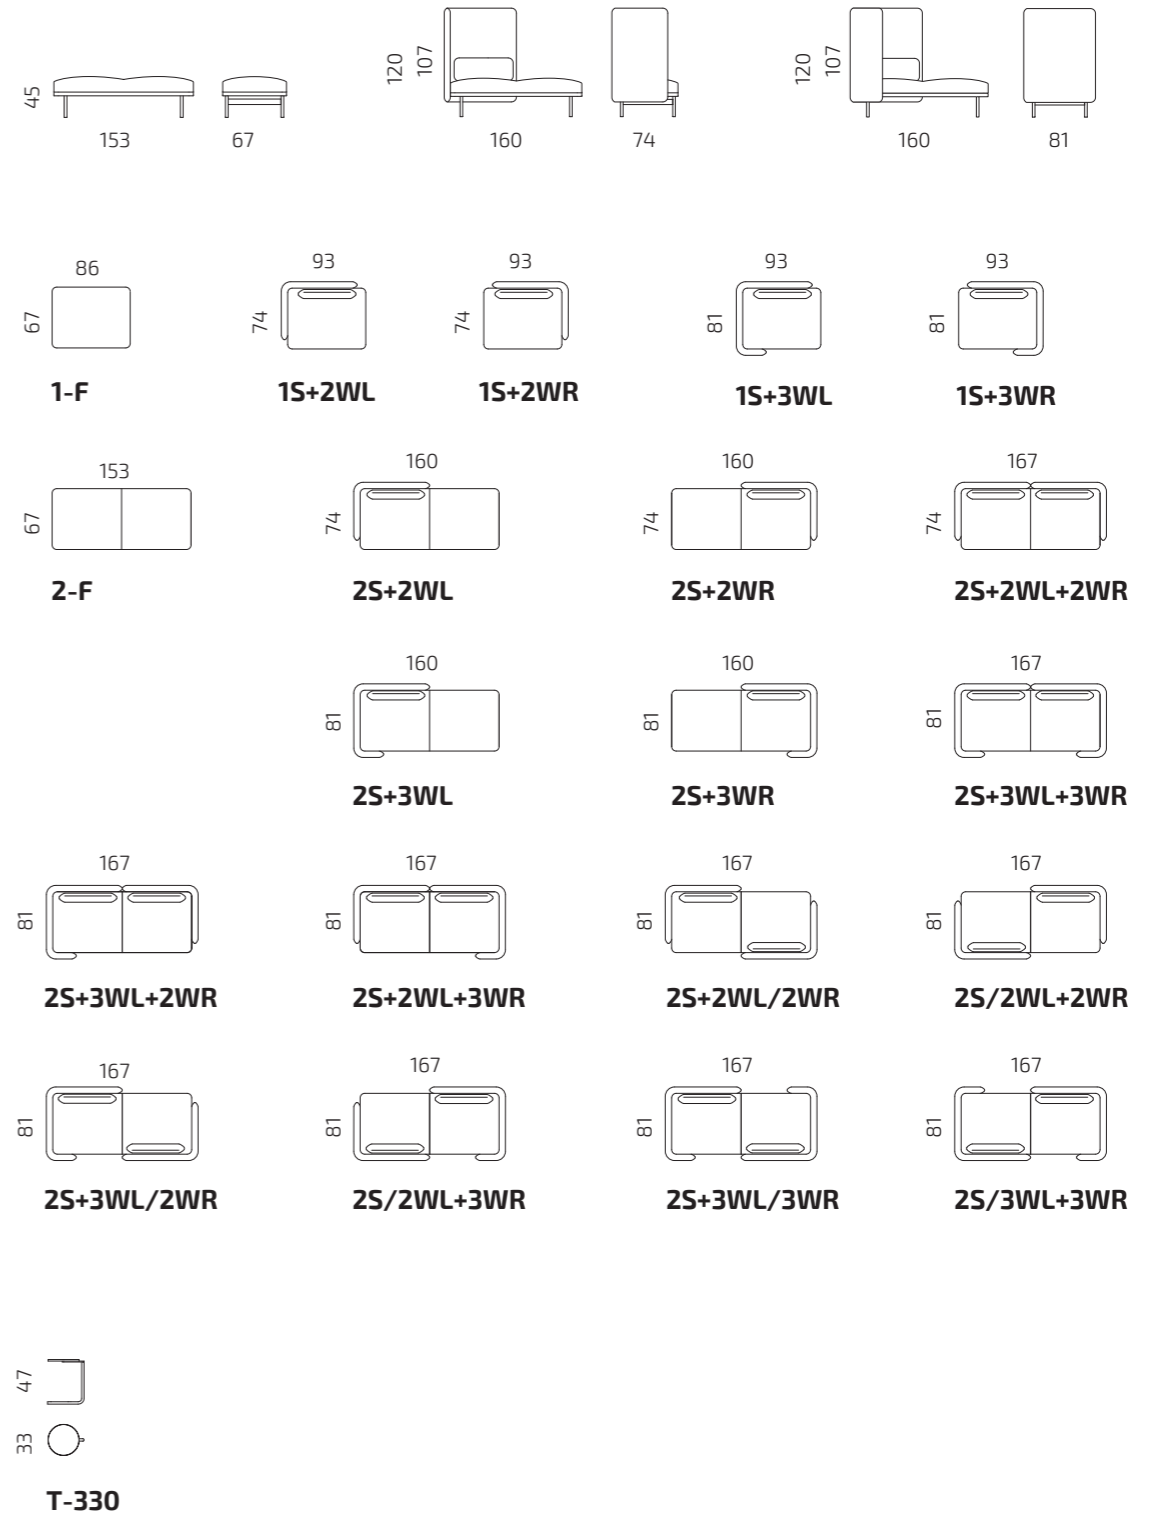 45 153 67 120 107 160 74 120 107 160 81
86 93 93 93 93
67 74 74 81 81
1-F 1S+2WL 1S+2WR 1S+3WL 1S+3WR
153 160 160 167
67 74 74 74
2-F 2S+2WL 2S+2WR 2S+2WL+2WR
160 160 167
81 81 81
2S+3WL 2S+3WR 2S+3WL+3WR
167 167 167 167
81 81 81 81
2S+3WL+2WR 2S+2WL+3WR 2S+2WL/2WR 2S/2WL+2WR
167 167 167 167
81 81 81 81
2S+3WL/2WR 2S/2WL+3WR 2S+3WL/3WR 2S/3WL+3WR
47
33
T-330